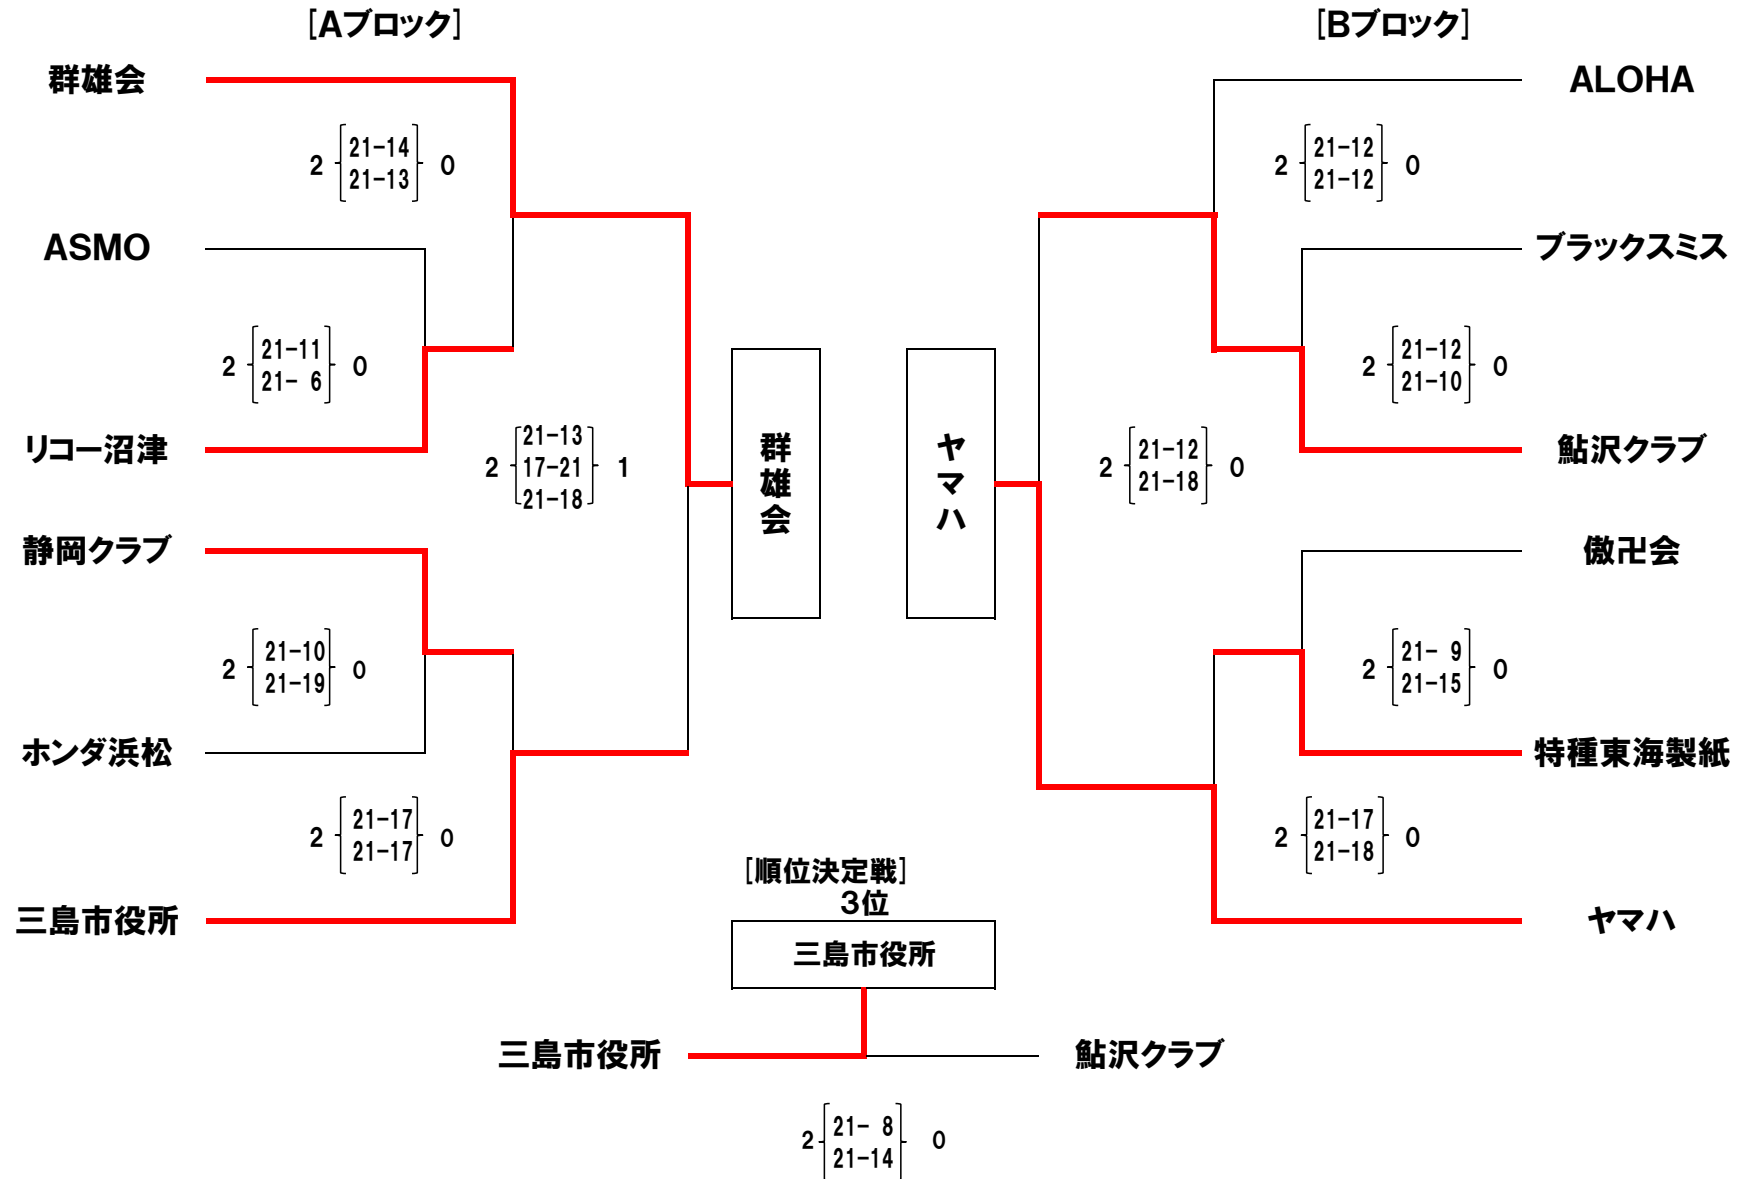 [Aブロック]
[Bブロック]
群雄会
ALOHA
2 21-14 0
21-13
2 21-12 0
21-12
ASMO
ブラックスミス
2 21-11 0
21- 6
2 21-12 0
21-10
リコー沼津
鮎沢クラブ
2 21-13 1
17-21
21-18
群雄会
ヤマハ
2 21-12 0
21-18
静岡クラブ
傲卍会
2 21-10 0
21-19
2 21- 9 0
21-15
ホンダ浜松
特種東海製紙
2 21-17 0
21-17
2 21-17 0
21-18
三島市役所
ヤマハ
[順位決定戦]
3位
三島市役所
三島市役所
鮎沢クラブ
2 21- 8 0
21-14